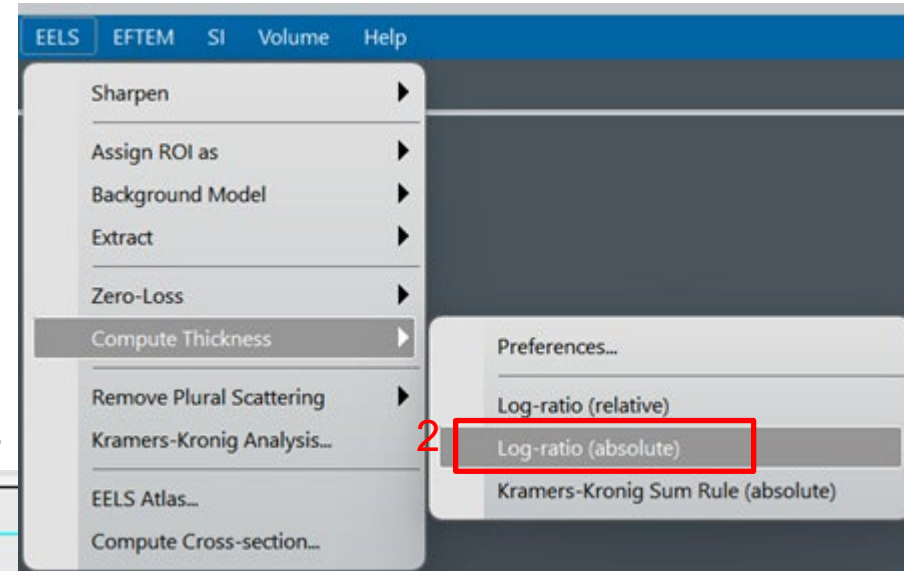 EELS EFTEM SI Volume Help
Sharpen
Assign ROI as
Background Model
Extract
Zero-Loss
Compute Thickness
Remove Plural Scattering
Kramers-Kronig Analysis...
EELS Atlas...
Compute Cross-section...
Preferences...
Log-ratio (relative)
2 Log-ratio (absolute)
Kramers-Kronig Sum Rule (absolute)